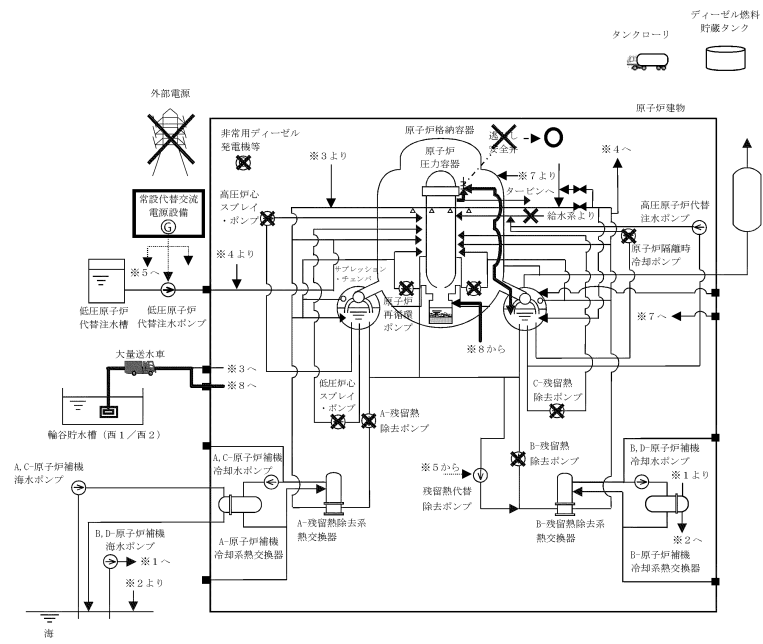 ディーゼル燃料
貯蔵タンク
タンクローリ
外部電源
原子炉建物
非常用ディーゼル
発電機等
原子炉格納容器
逃がし
安全弁
※3より
原子炉
圧力容器
※4へ
※7より
タービンへ
常設代替交流
電源設備
G
高圧炉心
スプレイ
・ポンプ
給水系より
高圧原子炉代替
注水ポンプ
※4より
原子炉隔離時
冷却ポンプ
※5へ
サプレッション
・チェンバ
低圧原子炉
代替注水槽
低圧原子炉
代替注水ポンプ
原子炉
再循環
ポンプ
※7へ
※8から
大量送水車
※3へ
※8へ
低圧炉心
スプレイ
・ポンプ
A-残留熱
除去ポンプ
C-残留熱
除去ポンプ
輪谷貯水槽（西1／西2）
B-残留熱
除去ポンプ
A,C-原子炉補機
海水ポンプ
A,C-原子炉補機
冷却水ポンプ
※5から
残留熱代替
除去ポンプ
B,D-原子炉補機
冷却水ポンプ
※1より
A-残留熱除去系
熱交換器
B-残留熱除去系
熱交換器
B,D-原子炉補機
海水ポンプ
A-原子炉補機
冷却系熱交換器
※2へ
B-原子炉補機
冷却系熱交換器
※1へ
※2より
海